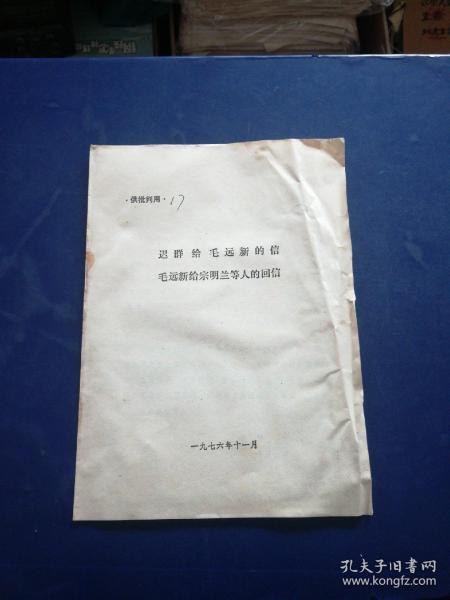 ·供批判用·
17
迟群给毛远新的信
毛远新给宗明兰等人的回信
一九七六年十一月
孔夫子旧书网
www.kongfz.com